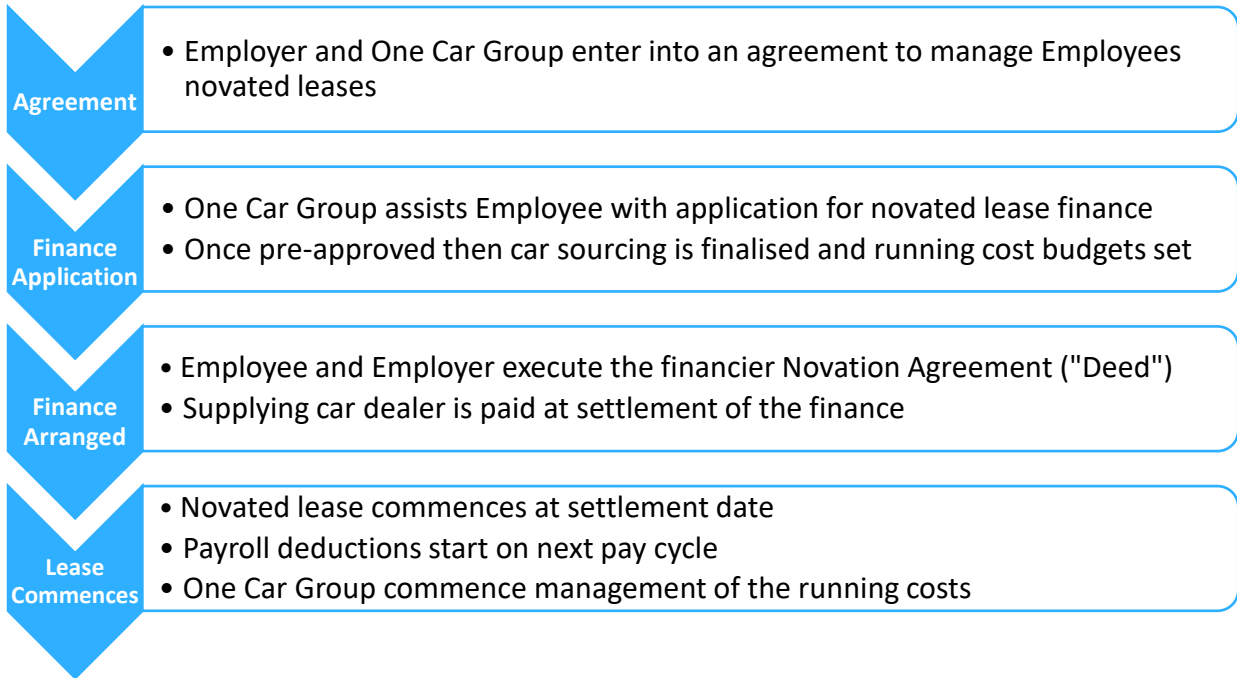 Agreement
• Employer and One Car Group enter into an agreement to manage Employees
novated leases
Finance
Application
• One Car Group assists Employee with application for novated lease finance
• Once pre-approved then car sourcing is finalised and running cost budgets set
Finance
Arranged
• Employee and Employer execute the financier Novation Agreement ("Deed")
• Supplying car dealer is paid at settlement of the finance
Lease
Commences
• Novated lease commences at settlement date
• Payroll deductions start on next pay cycle
• One Car Group commence management of the running costs